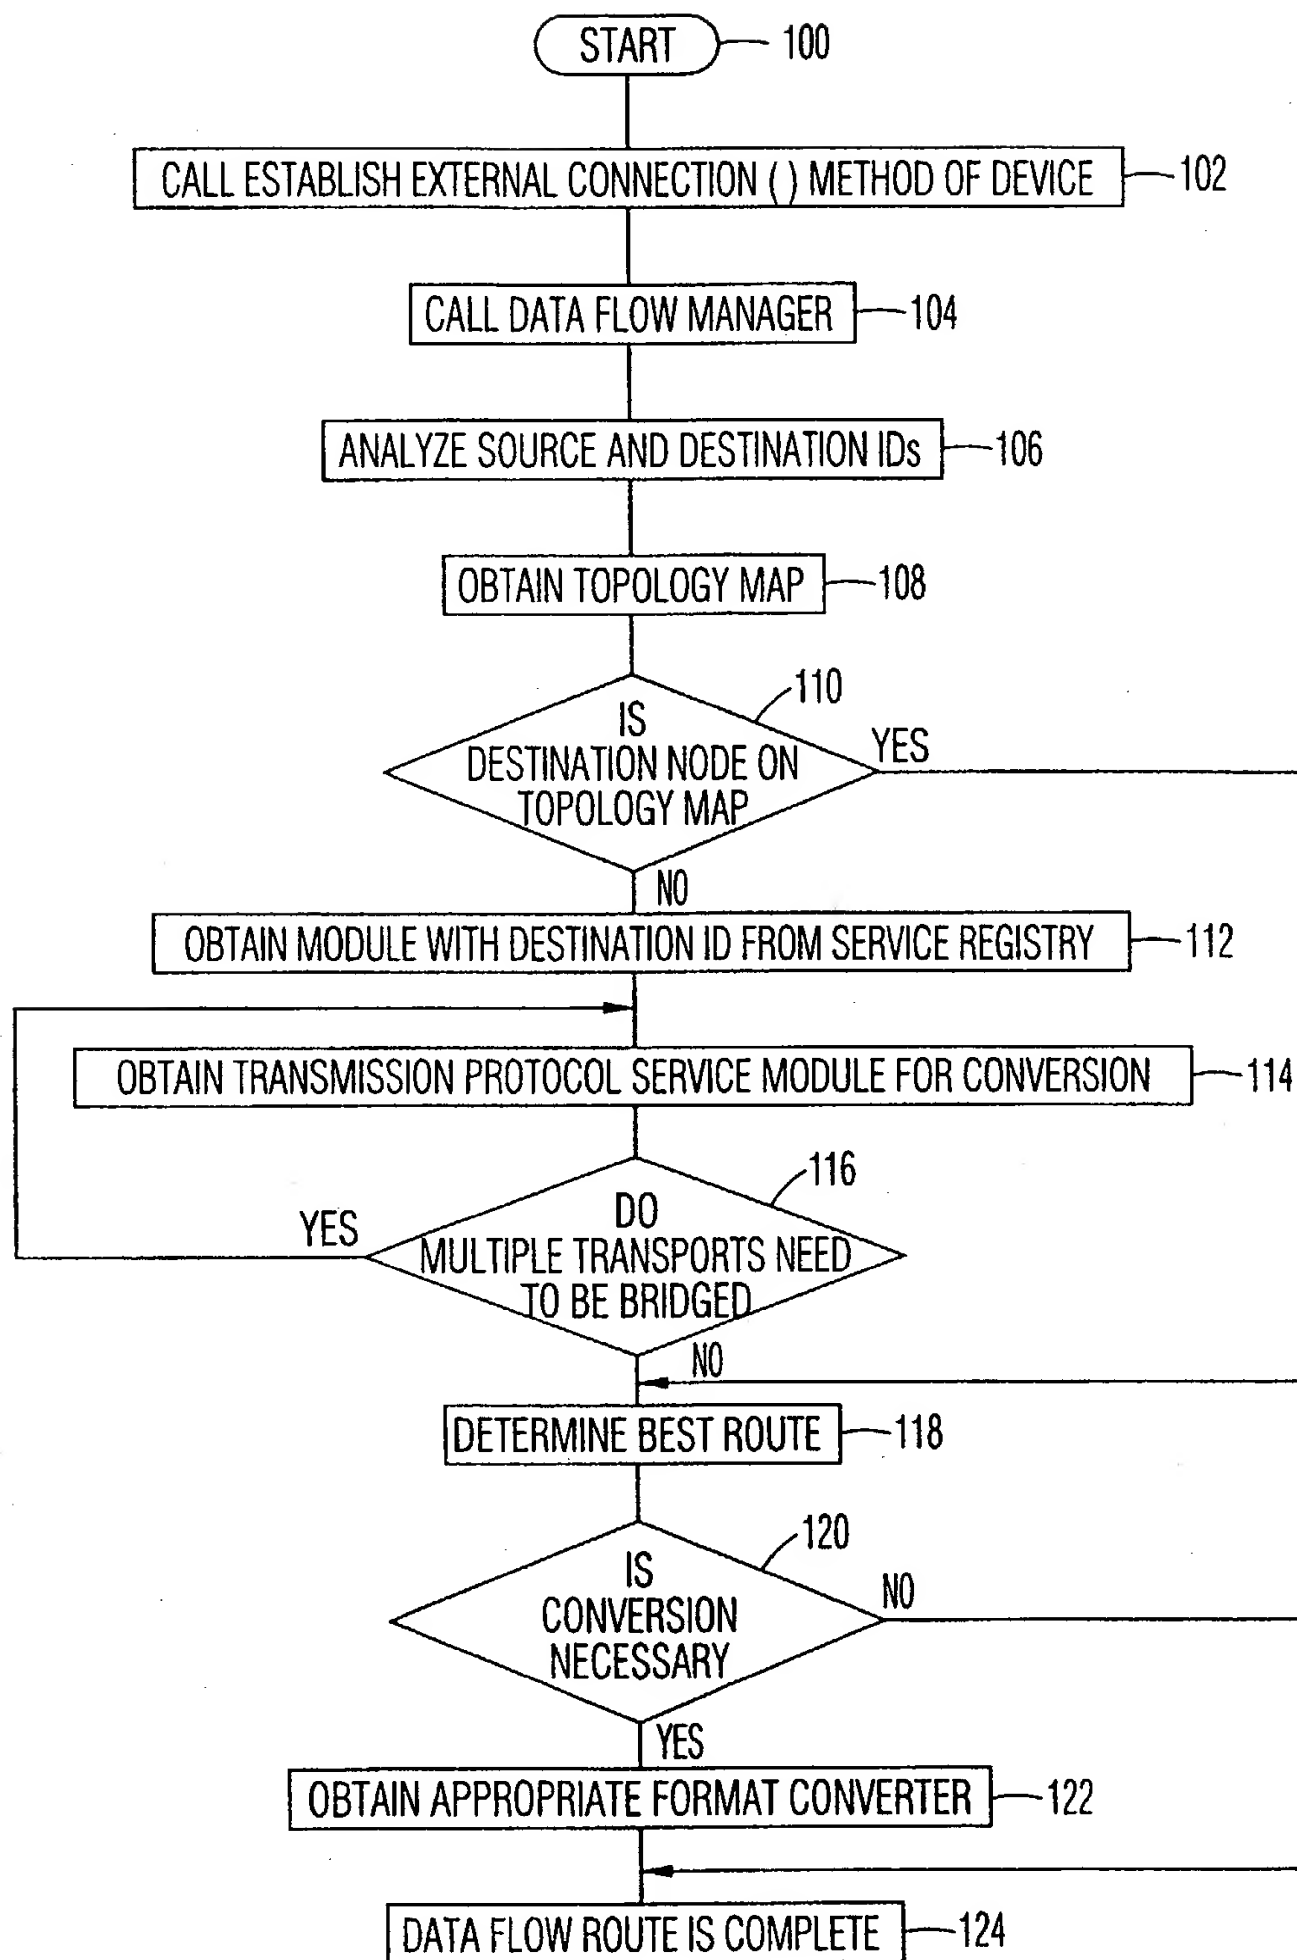 START 100
CALL ESTABLISH EXTERNAL CONNECTION ( ) METHOD OF DEVICE 102
CALL DATA FLOW MANAGER 104
ANALYZE SOURCE AND DESTINATION IDs 106
OBTAIN TOPOLOGY MAP 108
110
IS
DESTINATION NODE ON
TOPOLOGY MAP
YES
NO
OBTAIN MODULE WITH DESTINATION ID FROM SERVICE REGISTRY 112
OBTAIN TRANSMISSION PROTOCOL SERVICE MODULE FOR CONVERSION 114
116
DO
MULTIPLE TRANSPORTS NEED
TO BE BRIDGED
YES
NO
DETERMINE BEST ROUTE 118
120
IS
CONVERSION
NECESSARY
NO
YES
OBTAIN APPROPRIATE FORMAT CONVERTER 122
DATA FLOW ROUTE IS COMPLETE 124